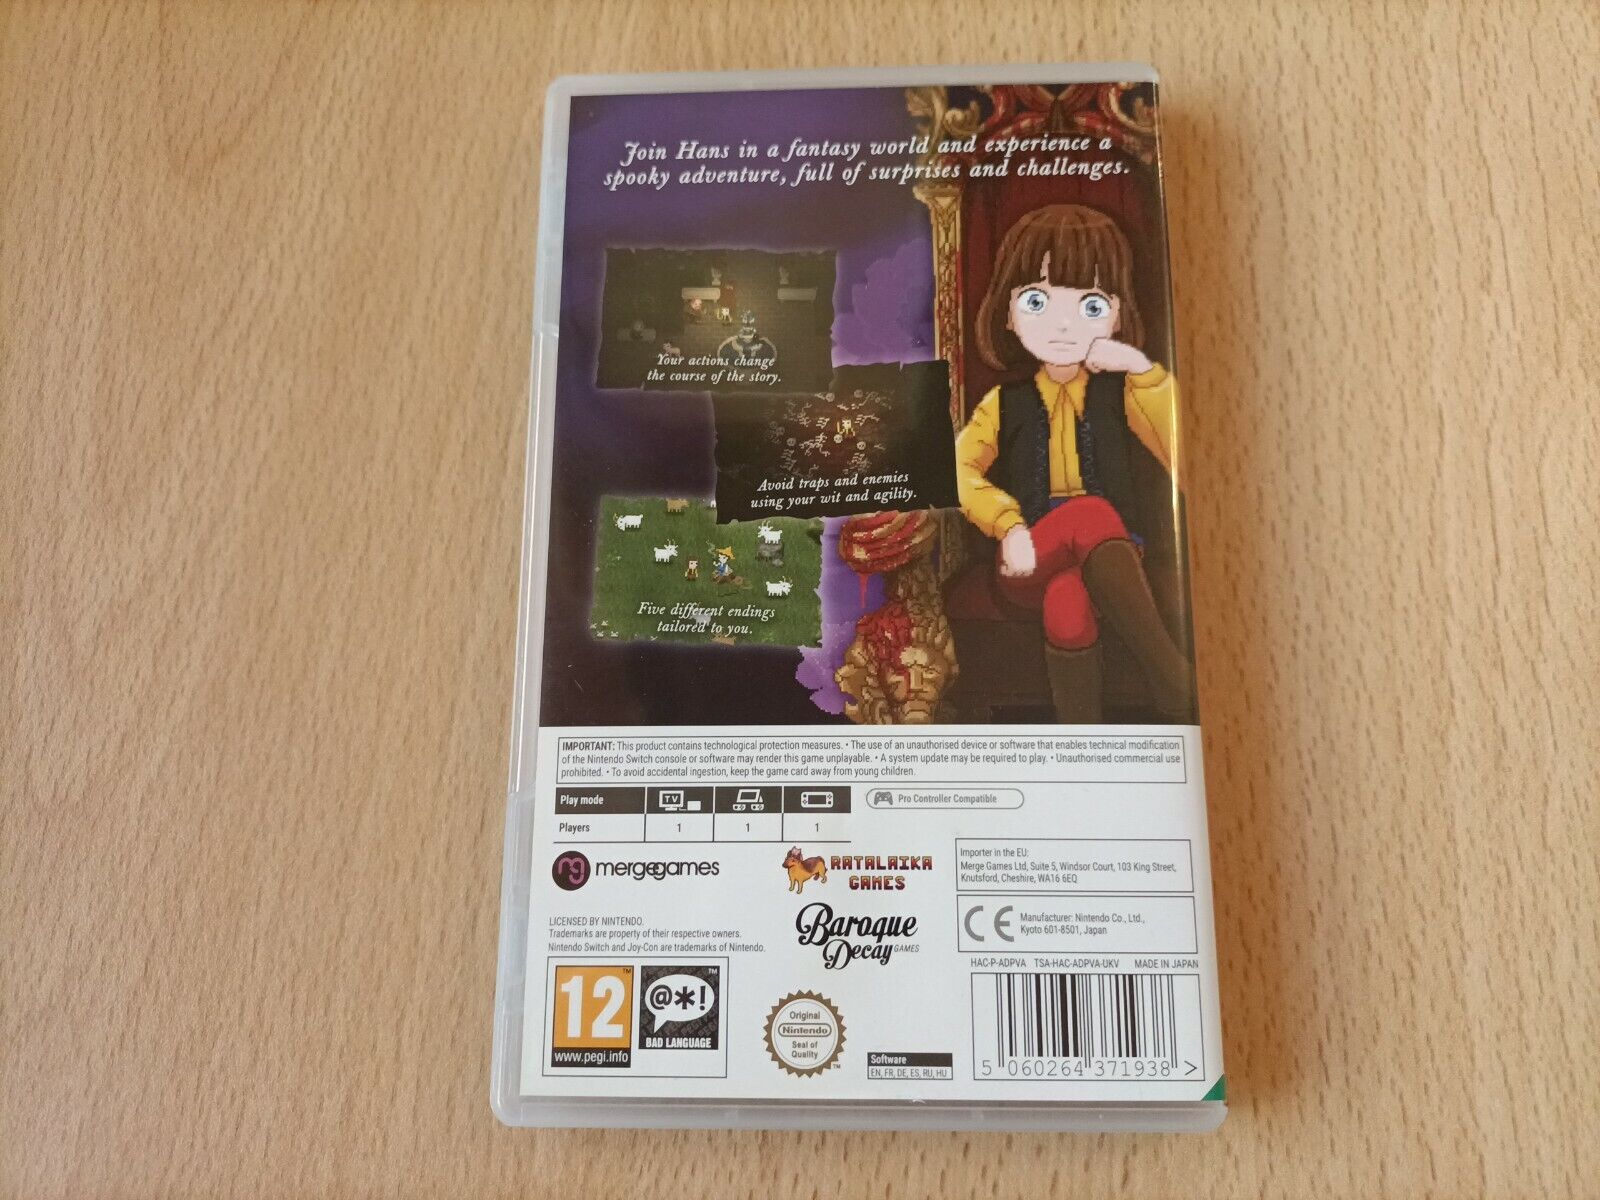 Join Hans in a fantasy world and experience a
spooky adventure, full of surprises and challenges.
Your actions change
the course of the story.
Avoid traps and enemies
using your wit and agility.
Five different endings
tailored to you.
IMPORTANT: This product contains technological protection measures. • The use of an unauthorised device or software that enables technical modification
of the Nintendo Switch console or software may render this game unplayable. • A system update may be required to play. • Unauthorised commercial use
prohibited. • To avoid accidental ingestion, keep the game card away from young children.
Play mode TV
Pro Controller Compatible
Players 1 1 1
mg mergegames
RATALAIKA
GAMES
Importer in the EU:
Merge Games Ltd, Suite 5, Windsor Court, 103 King Street,
Knutsford, Cheshire, WA16 6EQ
LICENSED BY NINTENDO.
Trademarks are property of their respective owners.
Nintendo Switch and Joy-Con are trademarks of Nintendo.
Baroque
Decay GAMES
CE Manufacturer: Nintendo Co., Ltd.,
Kyoto 601-8501, Japan
HAC-P-ADPVA TSA-HAC-ADPVA-UKV MADE IN JAPAN
12 ™
www.pegi.info
@*! ™
BAD LANGUAGE
Original
Nintendo
Seal of
Quality ™
Software
EN, FR, DE, ES, RU, HU
5 060264 371938 >